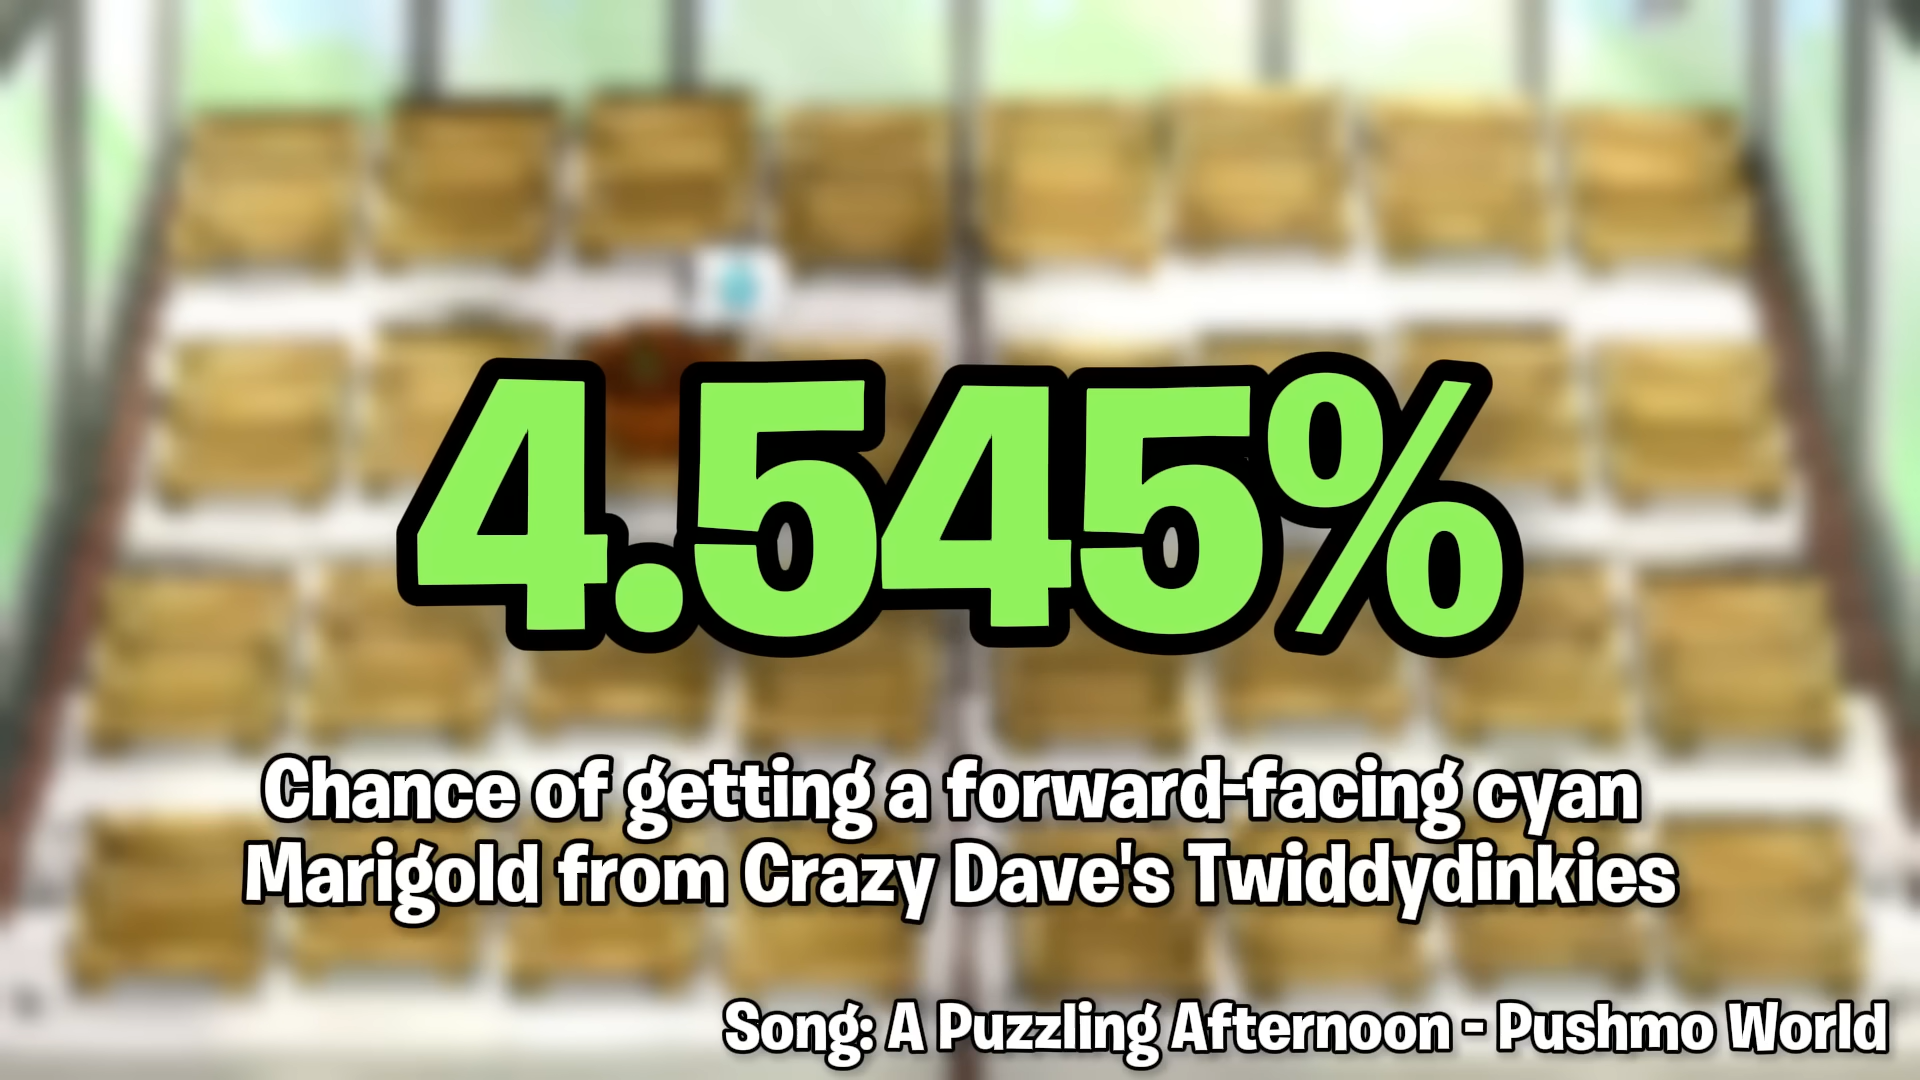 4.545%
Chance of getting a forward-facing cyan
Marigold from Crazy Dave's Twiddydinkies
Song: A Puzzling Afternoon - Pushmo World